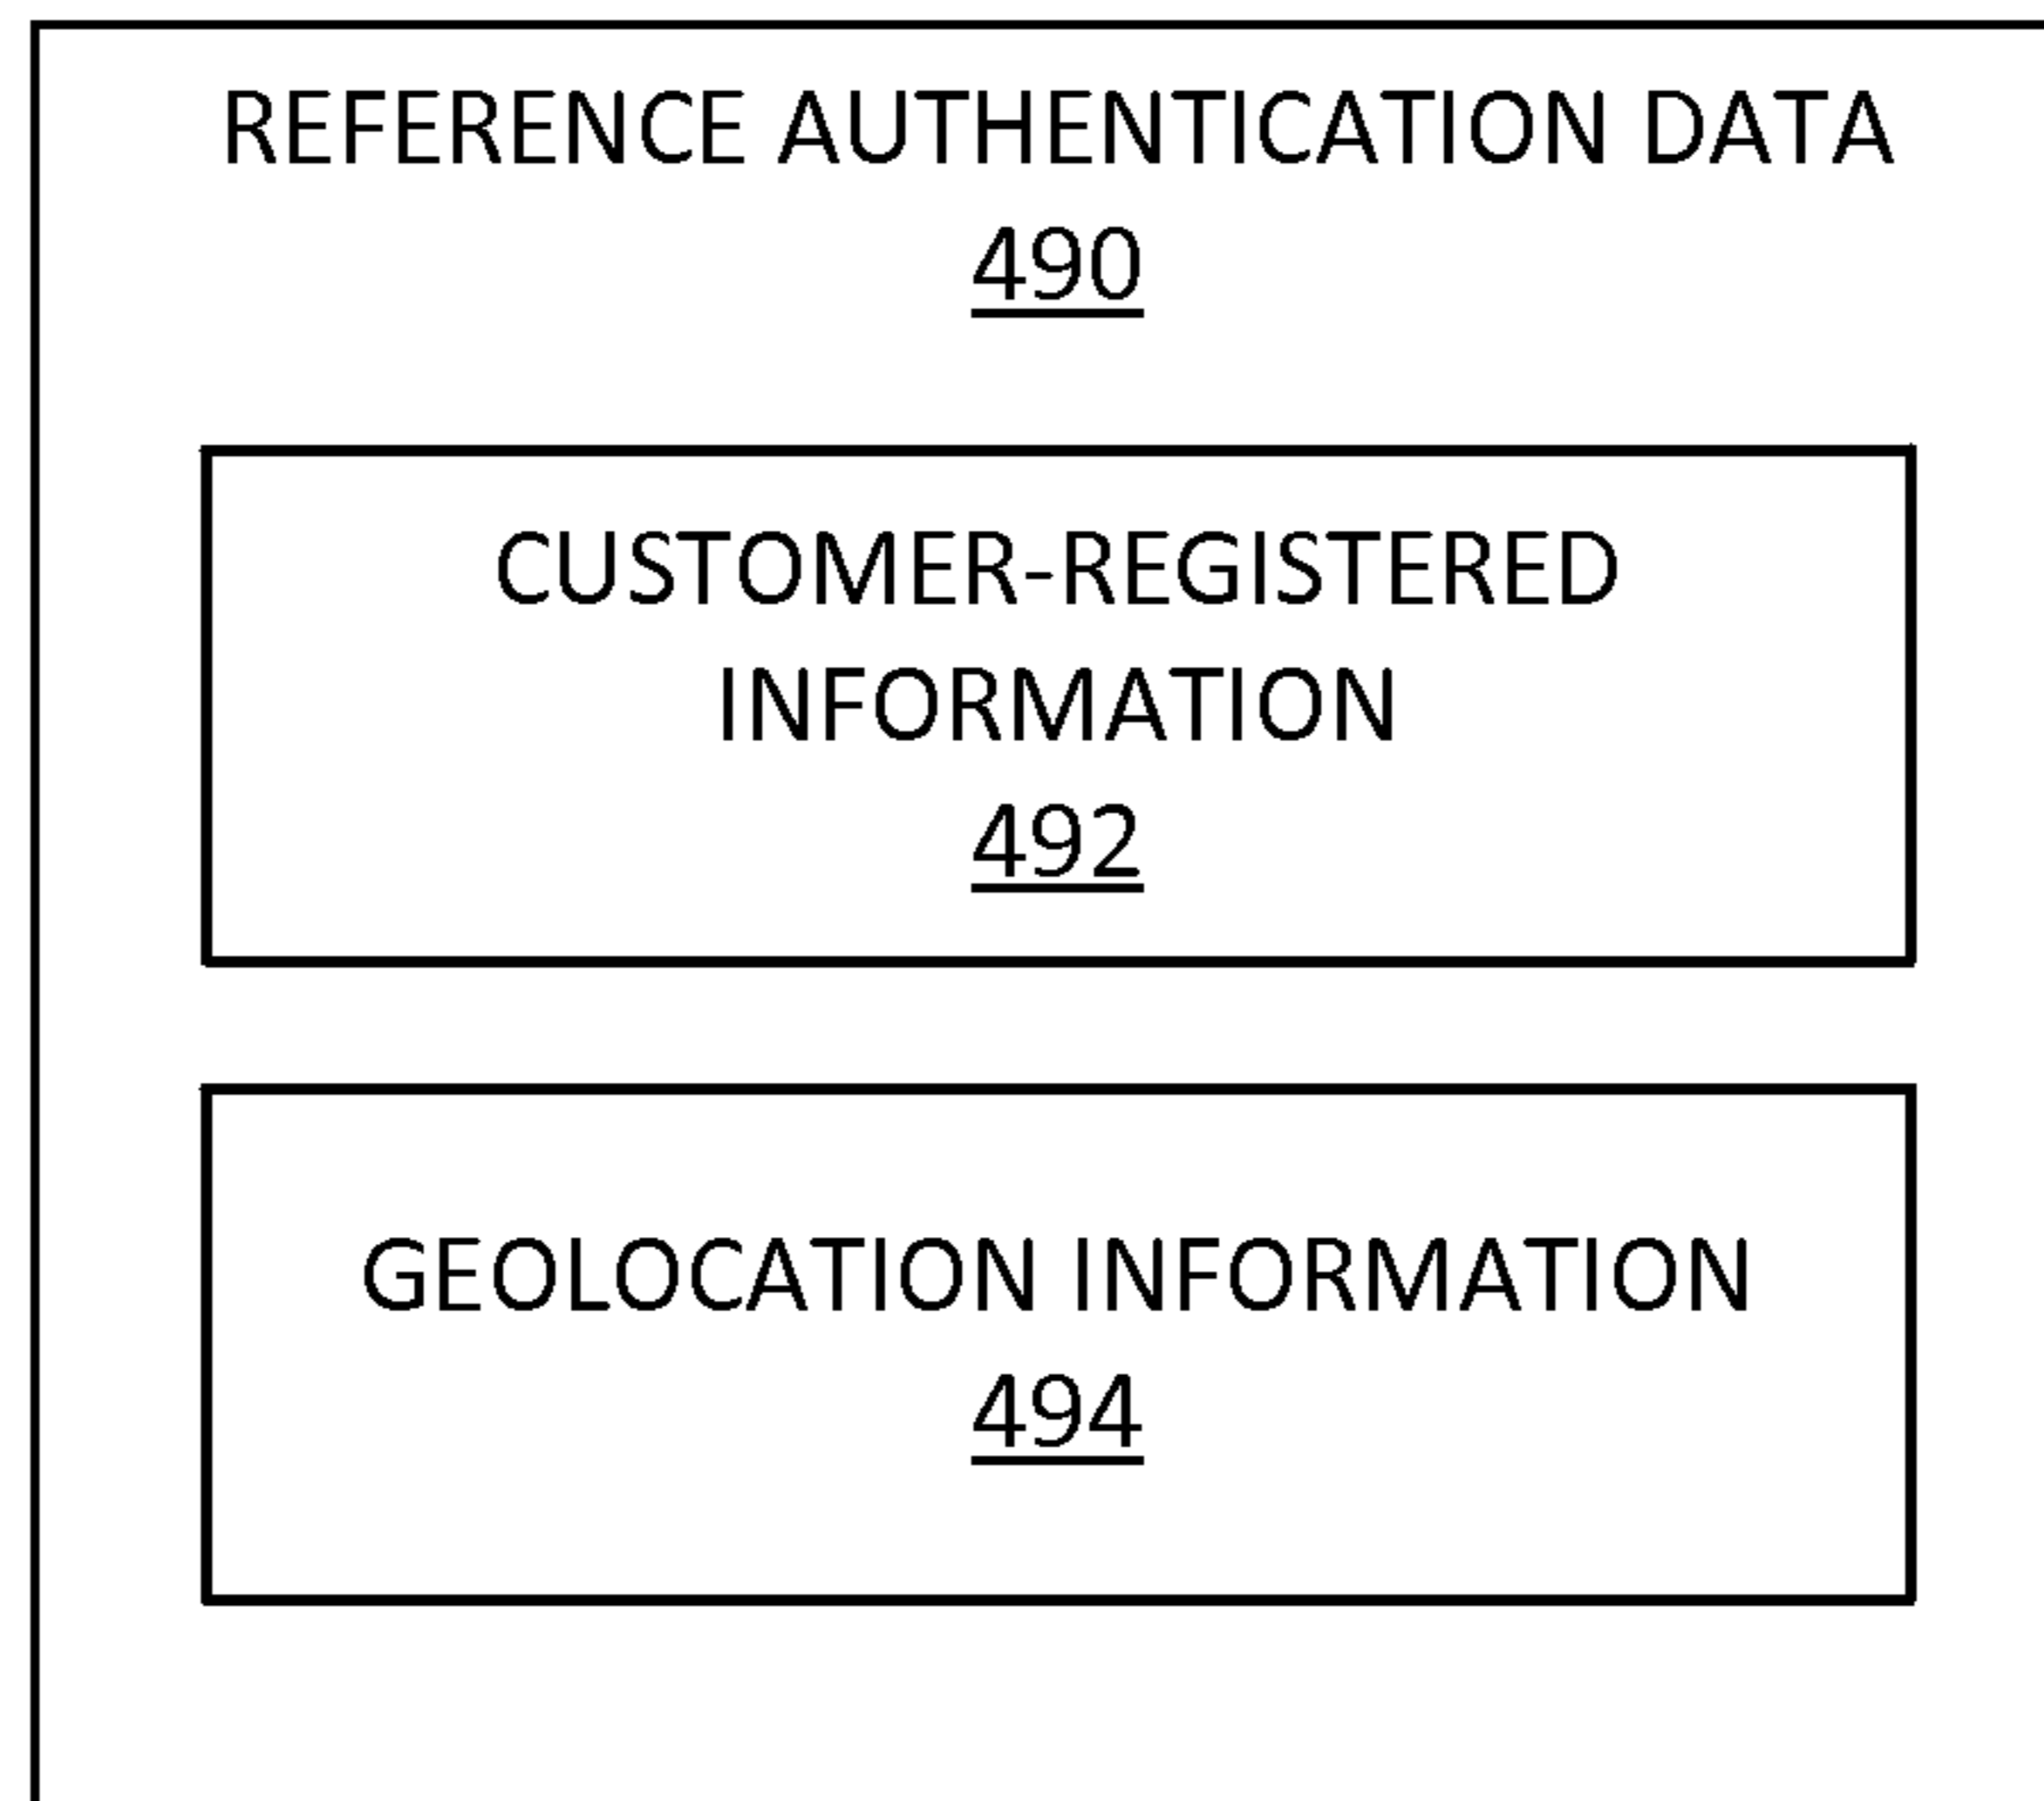 REFERENCE AUTHENTICATION DATA
490
CUSTOMER-REGISTERED
INFORMATION
492
GEOLOCATION INFORMATION
494